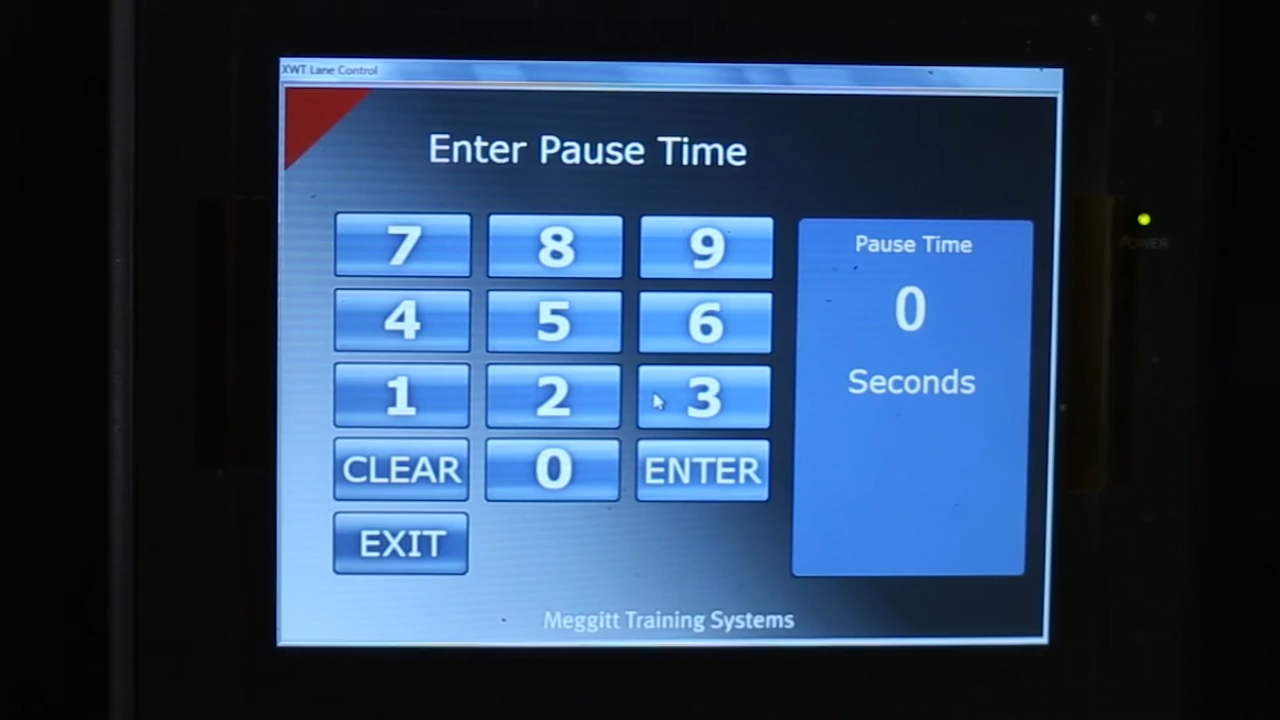 XWT Lane Control
Enter Pause Time
7 8 9
4 5 6
1 2 3
CLEAR 0 ENTER
EXIT
Pause Time
0
Seconds
Meggitt Training Systems
POWER